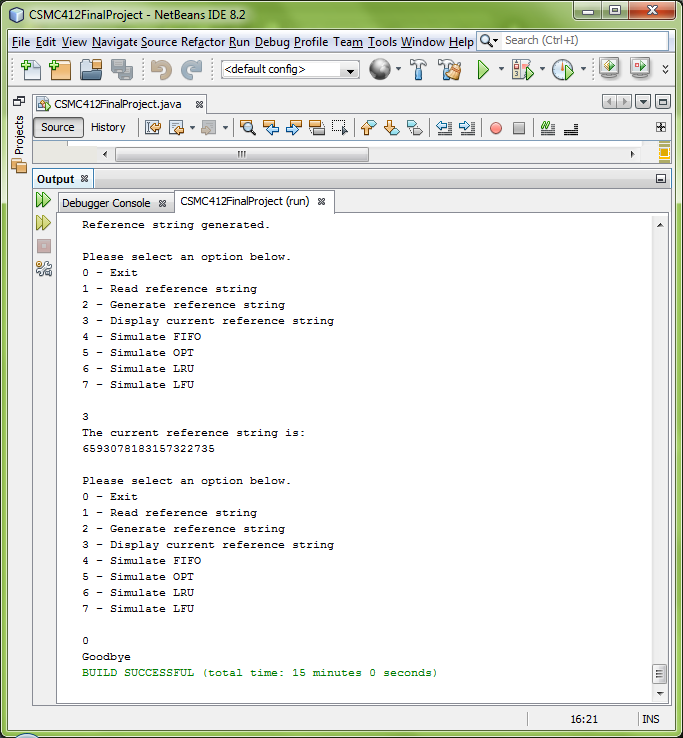 CSMC412FinalProject - NetBeans IDE 8.2
File Edit View Navigate Source Refactor Run Debug Profile Team Tools Window Help Search (Ctrl+I)
<default config>
Projects
CSMC412FinalProject.java
Source History
Output
Debugger Console CSMC412FinalProject (run)
Reference string generated.
Please select an option below.
0 - Exit
1 - Read reference string
2 - Generate reference string
3 - Display current reference string
4 - Simulate FIFO
5 - Simulate OPT
6 - Simulate LRU
7 - Simulate LFU
3
The current reference string is:
6593078183157322735
Please select an option below.
0 - Exit
1 - Read reference string
2 - Generate reference string
3 - Display current reference string
4 - Simulate FIFO
5 - Simulate OPT
6 - Simulate LRU
7 - Simulate LFU
0
Goodbye
BUILD SUCCESSFUL (total time: 15 minutes 0 seconds)
16:21 INS